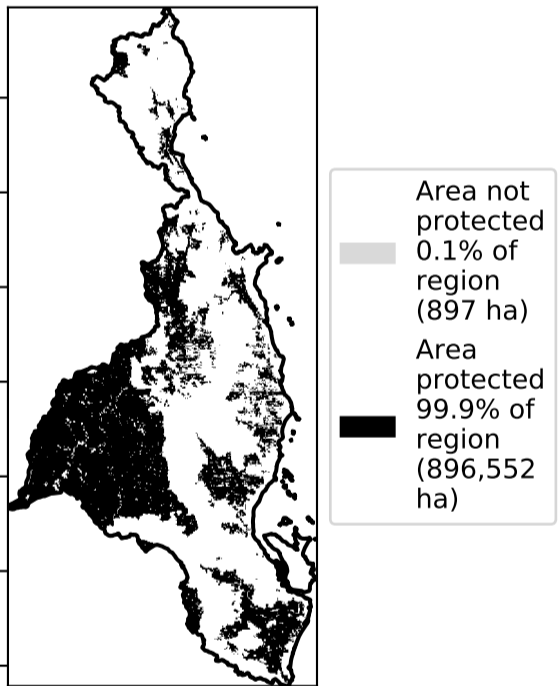 Area not
protected
0.1% of
region
(897 ha)
Area
protected
99.9% of
region
(896,552
ha)